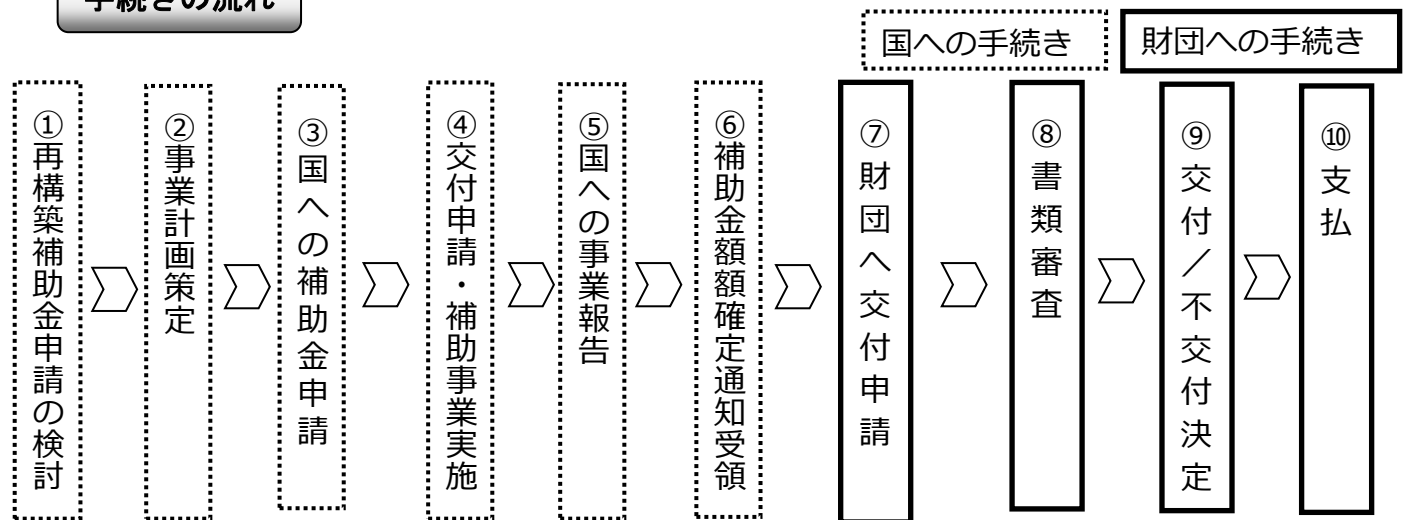 手続きの流れ
国への手続き
財団への手続き
①再構築補助金申請の検討
②事業計画策定
③国への補助金申請
④交付申請・補助事業実施
⑤国への事業報告
⑥補助金額額確定通知受領
⑦財団へ交付申請
⑧書類審査
⑨交付/不交付決定
⑩支払